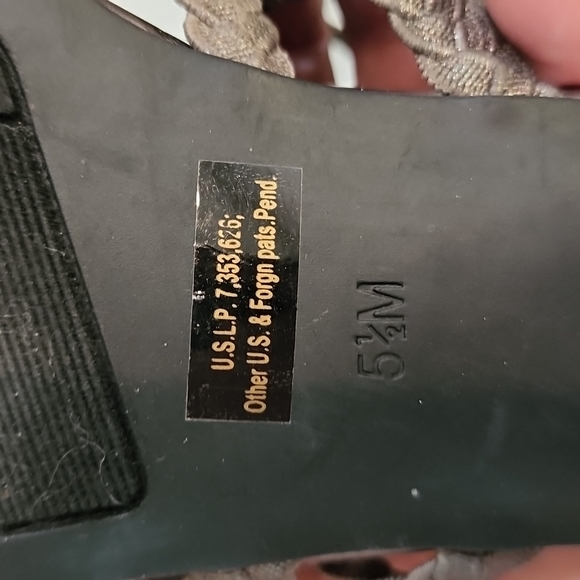 U.S.L.P. 7,353,626;
Other U.S. & Forgn pats.Pend.
5½M